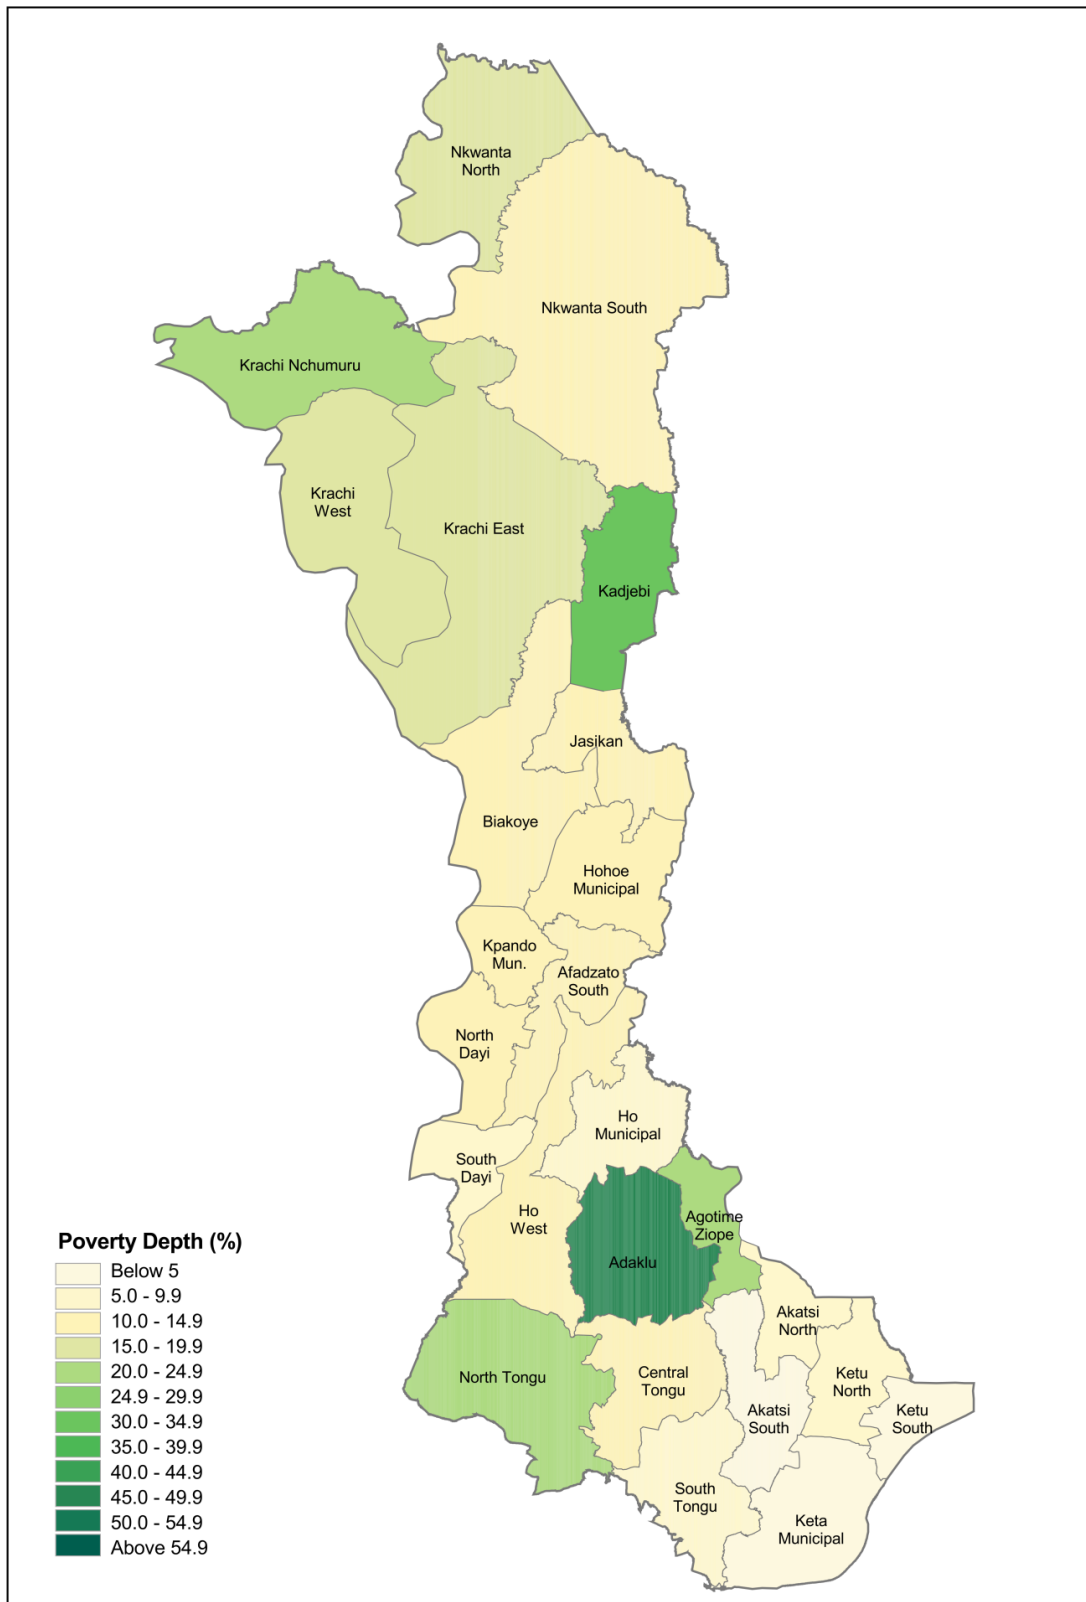 Nkwanta
North
Nkwanta South
Krachi Nchumuru
Krachi
West
Krachi East
Kadjebi
Jasikan
Biakoye
Hohoe
Municipal
Kpando
Mun.
Afadzato
South
North
Dayi
Ho
Municipal
South
Dayi
Ho
West
Agotime
Ziope
Adaklu
Akatsi
North
North Tongu
Central
Tongu
Ketu
North
Akatsi
South
Ketu
South
South
Tongu
Keta
Municipal
Poverty Depth (%)
Below 5
5.0 - 9.9
10.0 - 14.9
15.0 - 19.9
20.0 - 24.9
24.9 - 29.9
30.0 - 34.9
35.0 - 39.9
40.0 - 44.9
45.0 - 49.9
50.0 - 54.9
Above 54.9